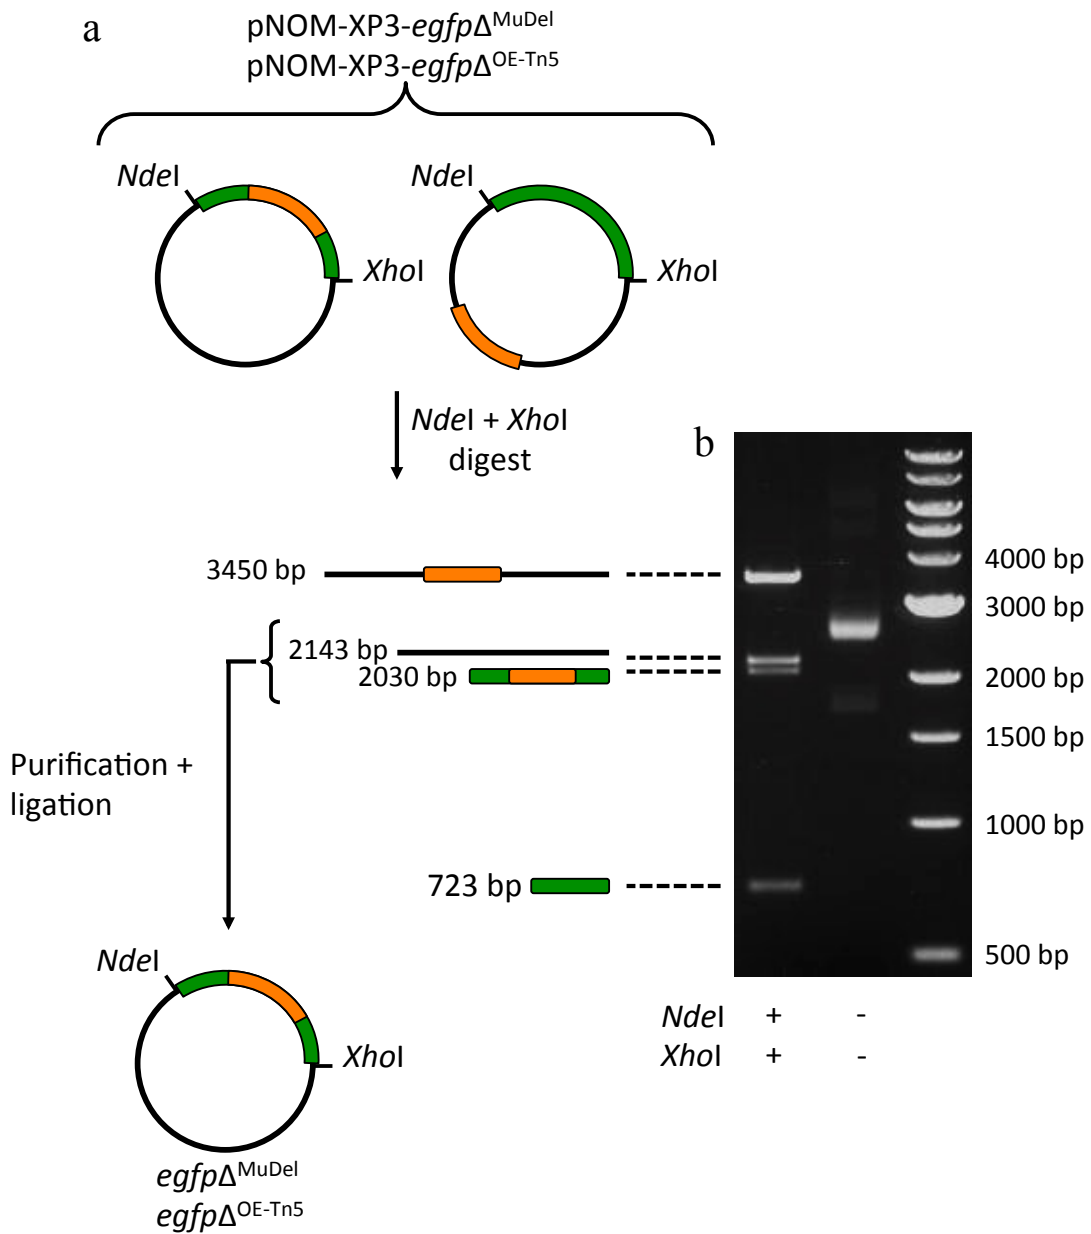 a
pNOM-XP3-egfpΔMuDel
pNOM-XP3-egfpΔOE-Tn5
NdeI
XhoI
NdeI
XhoI
NdeI + XhoI
digest
b
3450 bp
2143 bp
2030 bp
723 bp
4000 bp
3000 bp
2000 bp
1500 bp
1000 bp
500 bp
Purification +
ligation
NdeI + -
XhoI + -
NdeI
XhoI
egfpΔMuDel
egfpΔOE-Tn5